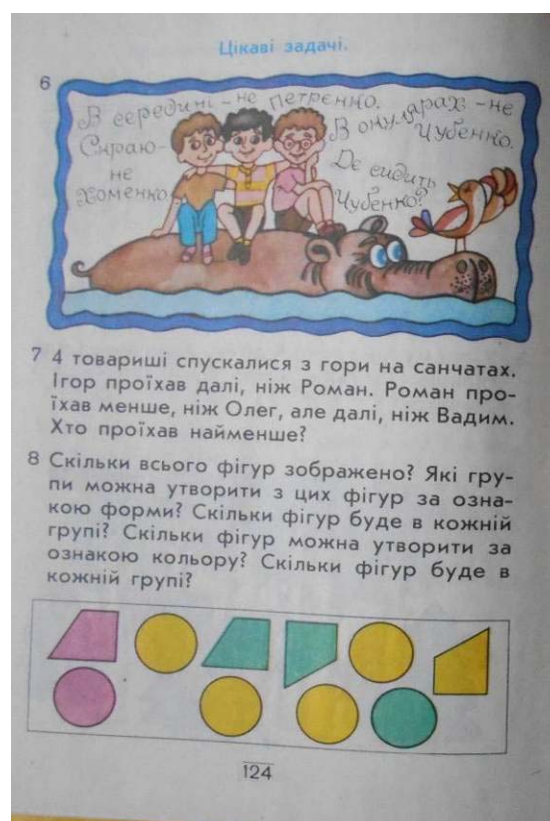 Цікаві задачі.
6
В середині - не Петренко.
Скраю-
не
Хоменко.
В окулярах - не
Чубенко.
Де сидить
Чубенко?
7 4 товариші спускалися з гори на санчатах.
Ігор проїхав далі, ніж Роман. Роман про-
їхав менше, ніж Олег, але далі, ніж Вадим.
Хто проїхав найменше?
8 Скільки всього фігур зображено? Які гру-
пи можна утворити з цих фігур за озна-
кою форми? Скільки фігур буде в кожній
групі? Скільки фігур можна утворити за
ознакою кольору? Скільки фігур буде в
кожній групі?
124